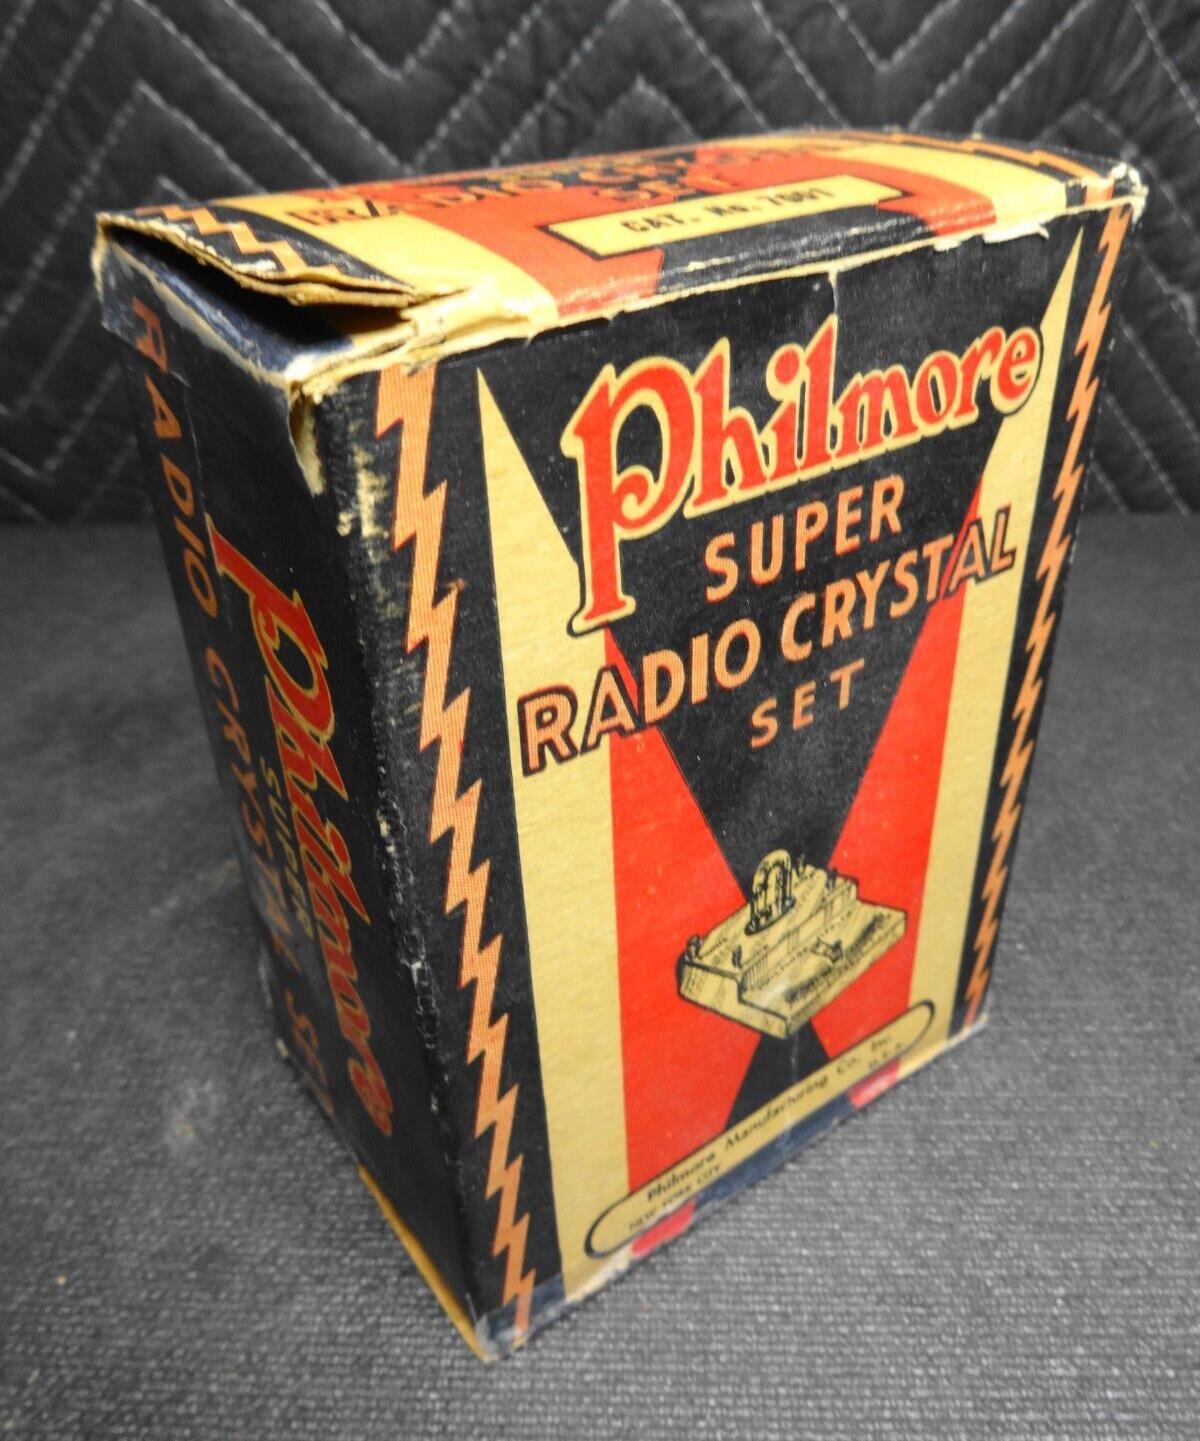 RADIO CRYSTAL
SET
CAT. No. 7001
Philmore
SUPER
RADIO CRYSTAL
SET
Philmore Manufacturing Co., Inc.
NEW YORK CITY U.S.A.
Philmore
SUPER
RADIO CRYSTAL SET